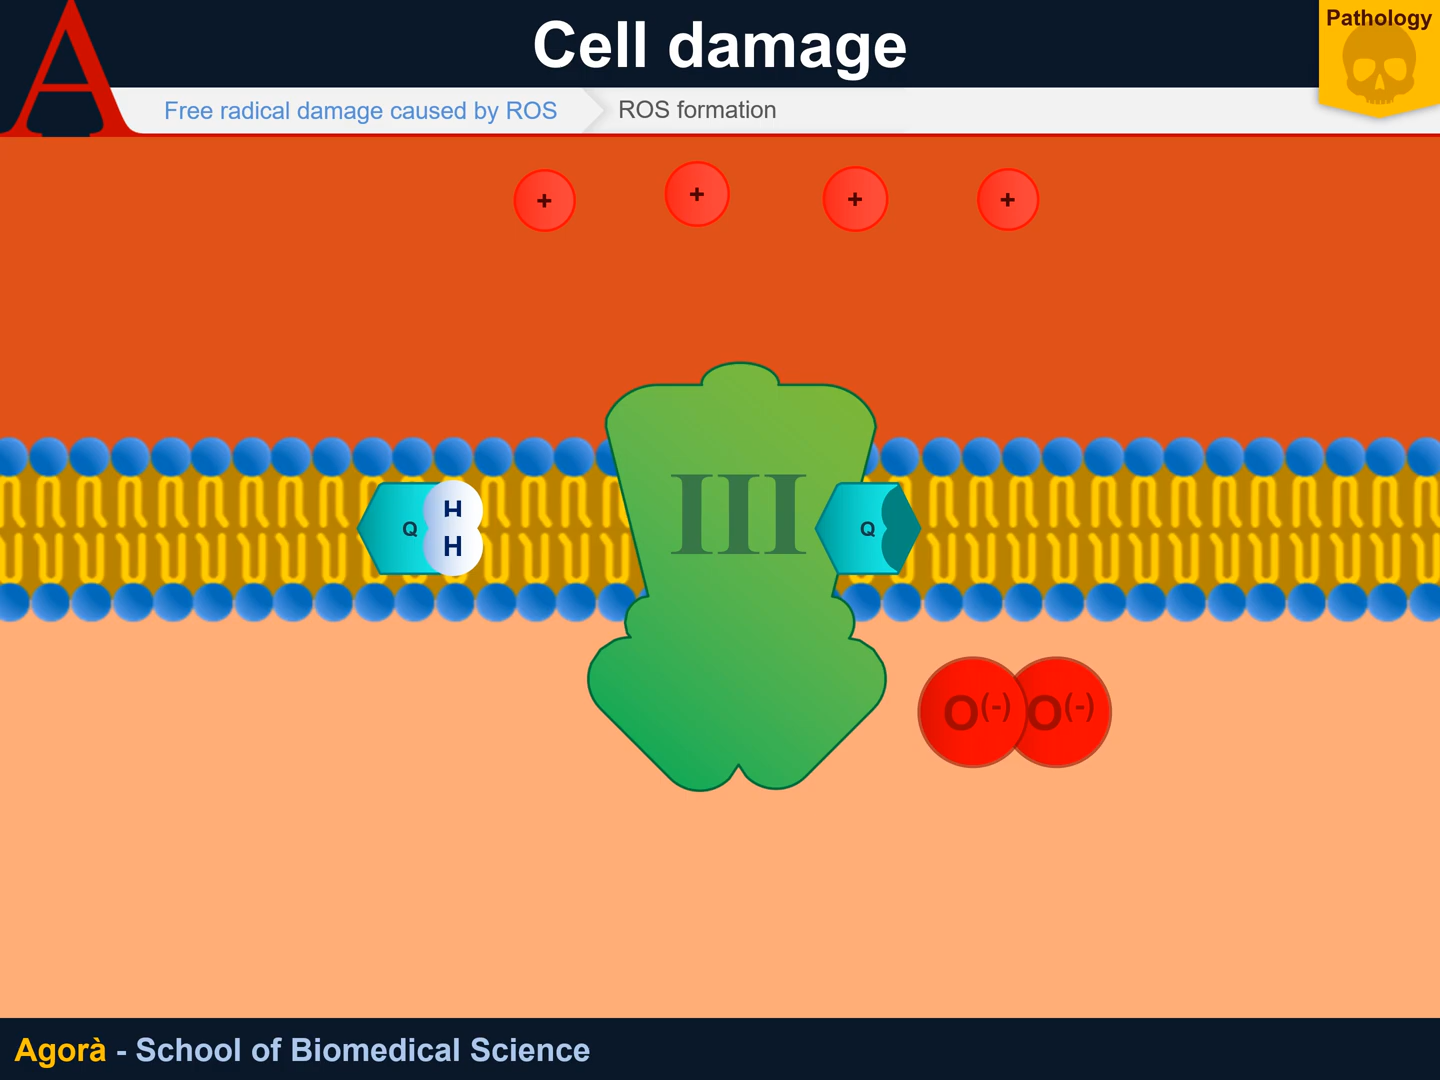 A
Cell damage
Pathology
Free radical damage caused by ROS
ROS formation
+ + + +
III
Q H
H
Q
O(-) O(-)
Agorà - School of Biomedical Science